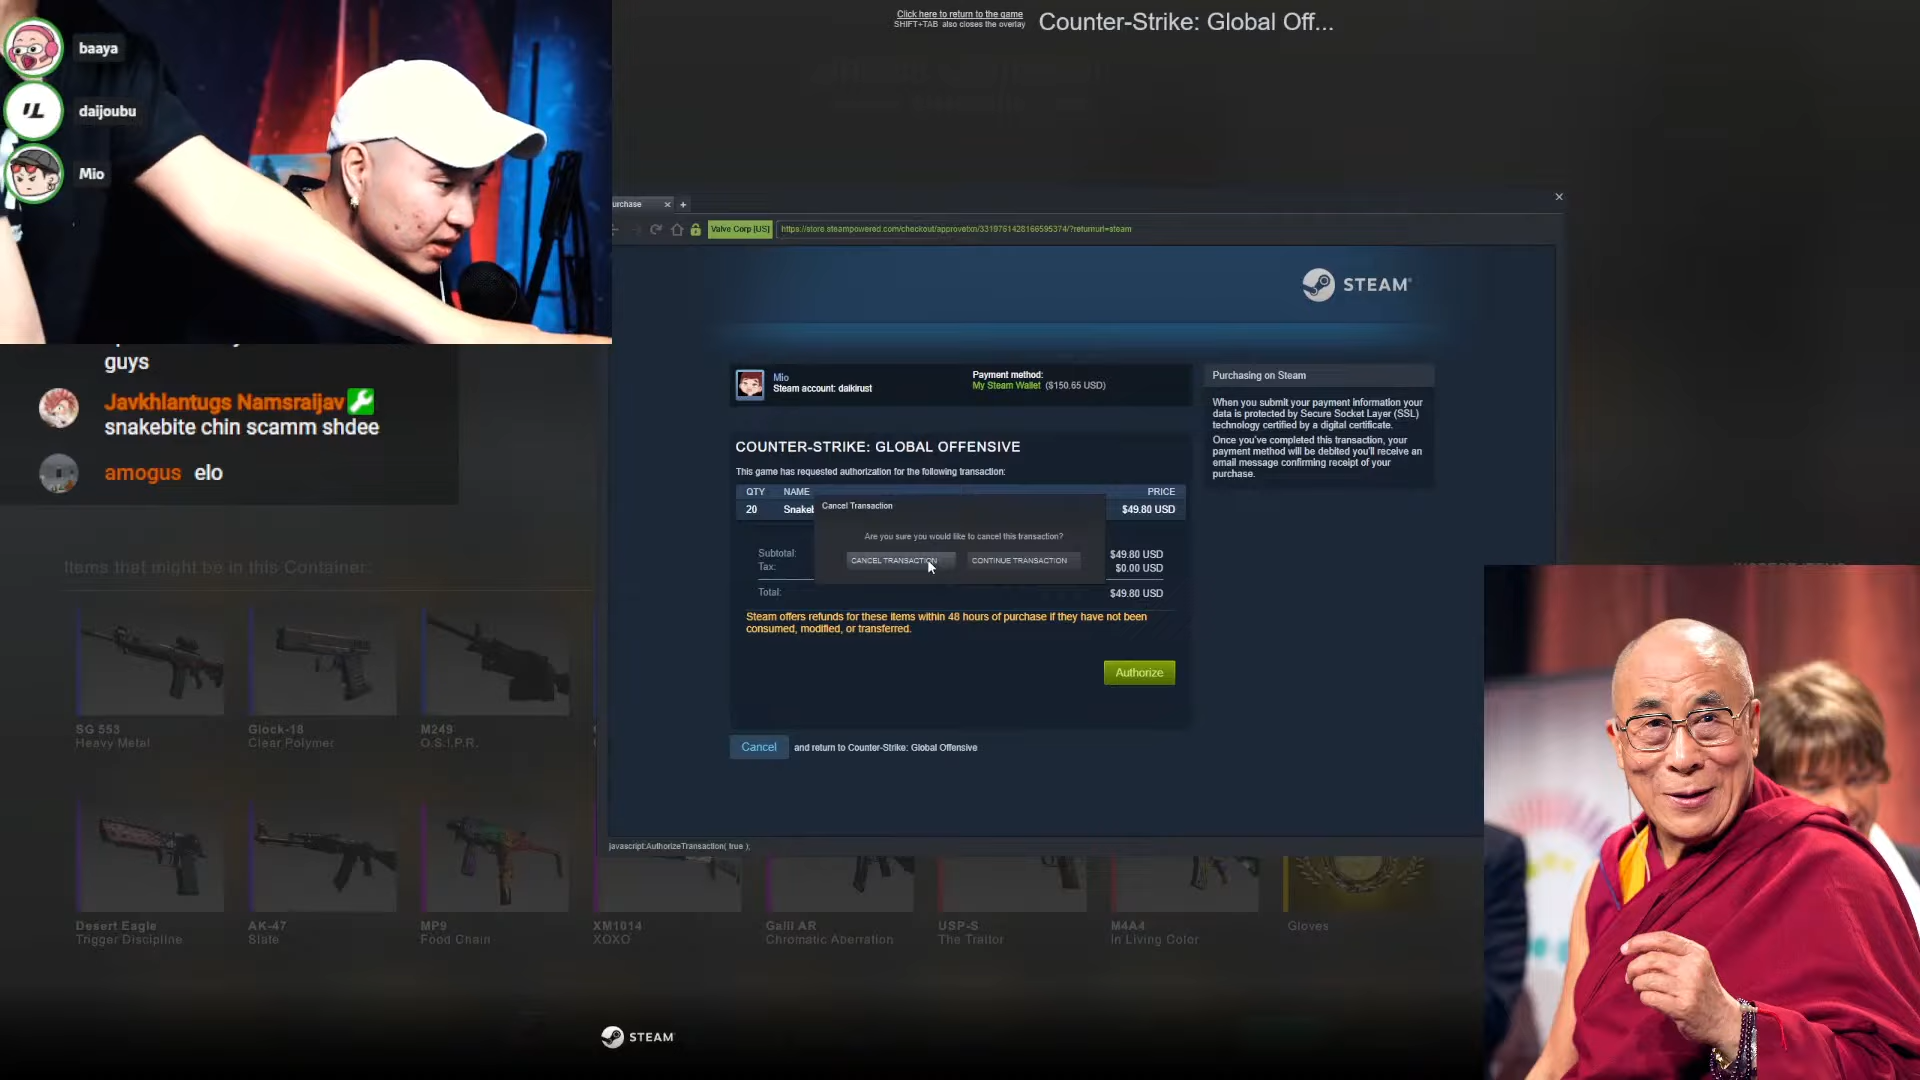 Click here to return to the game
SHIFT+TAB also closes the overlay
Counter-Strike: Global Off...
baaya
daijoubu
Mio
guys
Javkhlantugs Namsraijav
snakebite chin scamm shdee
amogus elo
urchase
Valve Corp [US]
https://store.steampowered.com/checkout/approvetxn/3319761428166595374/?returnurl=steam
STEAM
Mio
Steam account: daikirust
Payment method:
My Steam Wallet ($150.65 USD)
COUNTER-STRIKE: GLOBAL OFFENSIVE
This game has requested authorization for the following transaction:
QTY NAME PRICE
20 $49.80 USD
Cancel Transaction
Are you sure you would like to cancel this transaction?
CANCEL TRANSACTION
CONTINUE TRANSACTION
Subtotal: $49.80 USD
Tax: $0.00 USD
Total: $49.80 USD
Steam offers refunds for these items within 48 hours of purchase if they have not been
consumed, modified, or transferred.
Authorize
Cancel and return to Counter-Strike: Global Offensive
Purchasing on Steam
When you submit your payment information your
data is protected by Secure Socket Layer (SSL)
technology certified by a digital certificate.
Once you've completed this transaction, your
payment method will be debited you'll receive an
email message confirming receipt of your
purchase.
javascript:AuthorizeTransaction( true );
Items that might be in this Container:
SG 553
Heavy Metal
Glock-18
Clear Polymer
M249
O.S.I.P.R.
Desert Eagle
Trigger Discipline
AK-47
Slate
MP9
Food Chain
XM1014
XOXO
Galil AR
Chromatic Aberration
USP-S
The Traitor
M4A4
In Living Color
Gloves
STEAM